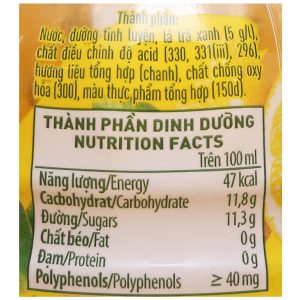 Thành phần:
Nước, đường tinh luyện, lá trà xanh (5 g/l),
chất điều chỉnh độ acid (330, 331(iii), 296),
hương liệu tổng hợp (chanh), chất chống oxy
hóa (300), màu thực phẩm tổng hợp (150d).
THÀNH PHẦN DINH DƯỠNG
NUTRITION FACTS
Trên 100 ml
Năng lượng/Energy 47 kcal
Cacbohydrat/Carbohydrate 11,8 g
Đường/Sugars 11,3 g
Chất béo/Fat 0 g
Đạm/Protein 0 g
Polyphenols/Polyphenols ≥ 40 mg